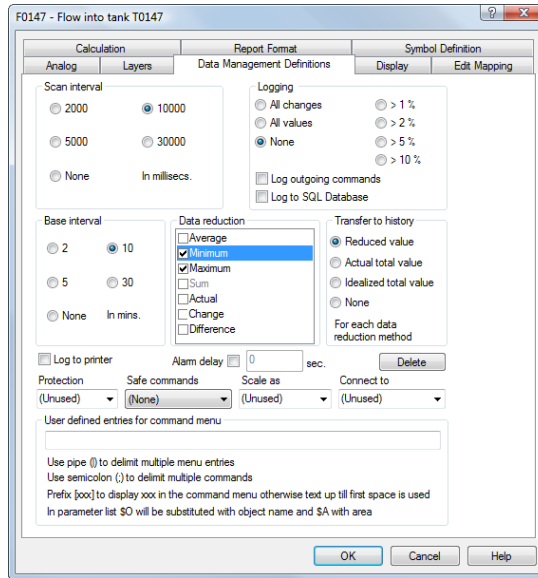 F0147 - Flow into tank T0147
Calculation
Report Format
Symbol Definition
Analog
Layers
Data Management Definitions
Display
Edit Mapping
Scan interval
2000
10000
5000
30000
None
In millisecs.
Logging
All changes
> 1 %
All values
> 2 %
None
> 5 %
> 10 %
Log outgoing commands
Log to SQL Database
Base interval
2
10
5
30
None
In mins.
Data reduction
Average
Minimum
Maximum
Sum
Actual
Change
Difference
Transfer to history
Reduced value
Actual total value
Idealized total value
None
For each data
reduction method
Log to printer
Alarm delay
0
sec.
Delete
Protection
Safe commands
Scale as
Connect to
(Unused)
(None)
(Unused)
(Unused)
User defined entries for command menu
Use pipe (|) to delimit multiple menu entries
Use semicolon (;) to delimit multiple commands
Prefix [xxx] to display xxx in the command menu otherwise text up till first space is used
In parameter list $O will be substituted with object name and $A with area
OK
Cancel
Help